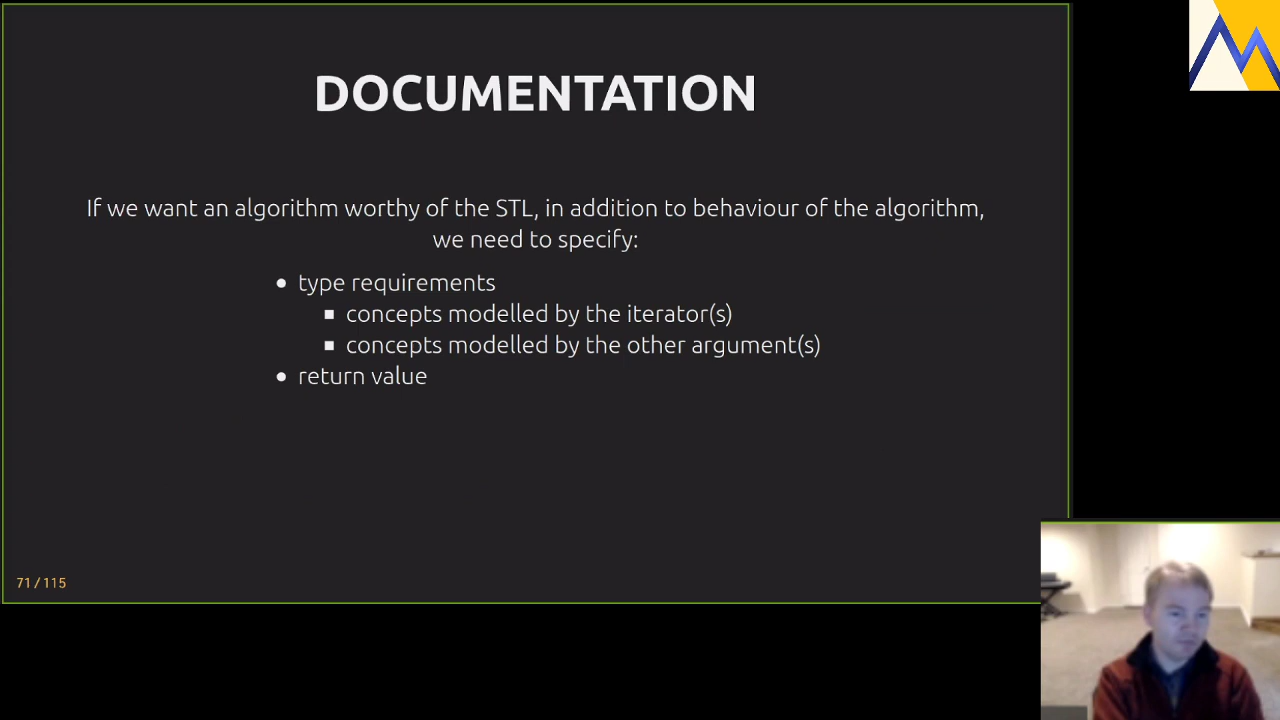 DOCUMENTATION
If we want an algorithm worthy of the STL, in addition to behaviour of the algorithm,
we need to specify:
type requirements
concepts modelled by the iterator(s)
concepts modelled by the other argument(s)
return value
71 / 115